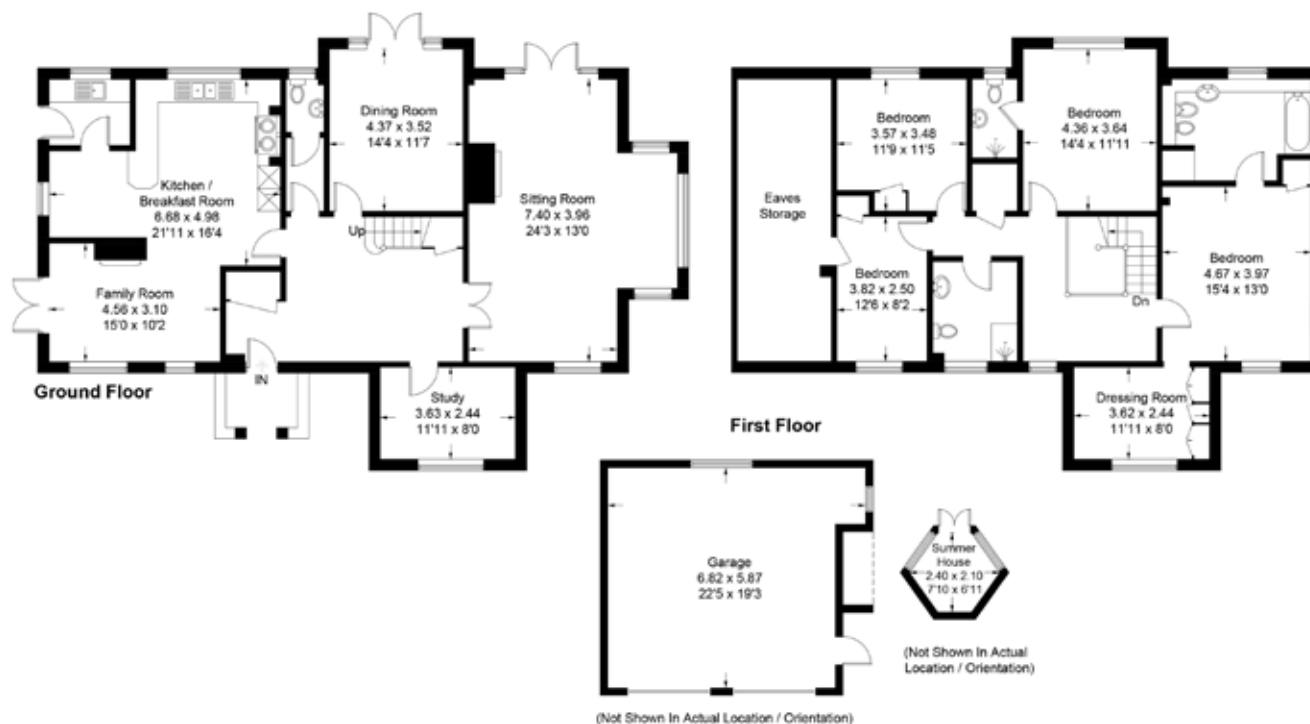 Dining Room
4.37 x 3.52
14'4 x 11'7
Kitchen /
Breakfast Room
6.68 x 4.98
21'11 x 16'4
Sitting Room
7.40 x 3.96
24'3 x 13'0
Up
Family Room
4.56 x 3.10
15'0 x 10'2
IN
Study
3.63 x 2.44
11'11 x 8'0
Ground Floor
Eaves
Storage
Bedroom
3.57 x 3.48
11'9 x 11'5
Bedroom
4.36 x 3.64
14'4 x 11'11
Bedroom
3.82 x 2.50
12'6 x 8'2
Bedroom
4.67 x 3.97
15'4 x 13'0
Dn
Dressing Room
3.62 x 2.44
11'11 x 8'0
First Floor
Garage
6.82 x 5.87
22'5 x 19'3
(Not Shown In Actual Location / Orientation)
Summer
House
2.40 x 2.10
7'10 x 6'11
(Not Shown In Actual
Location / Orientation)